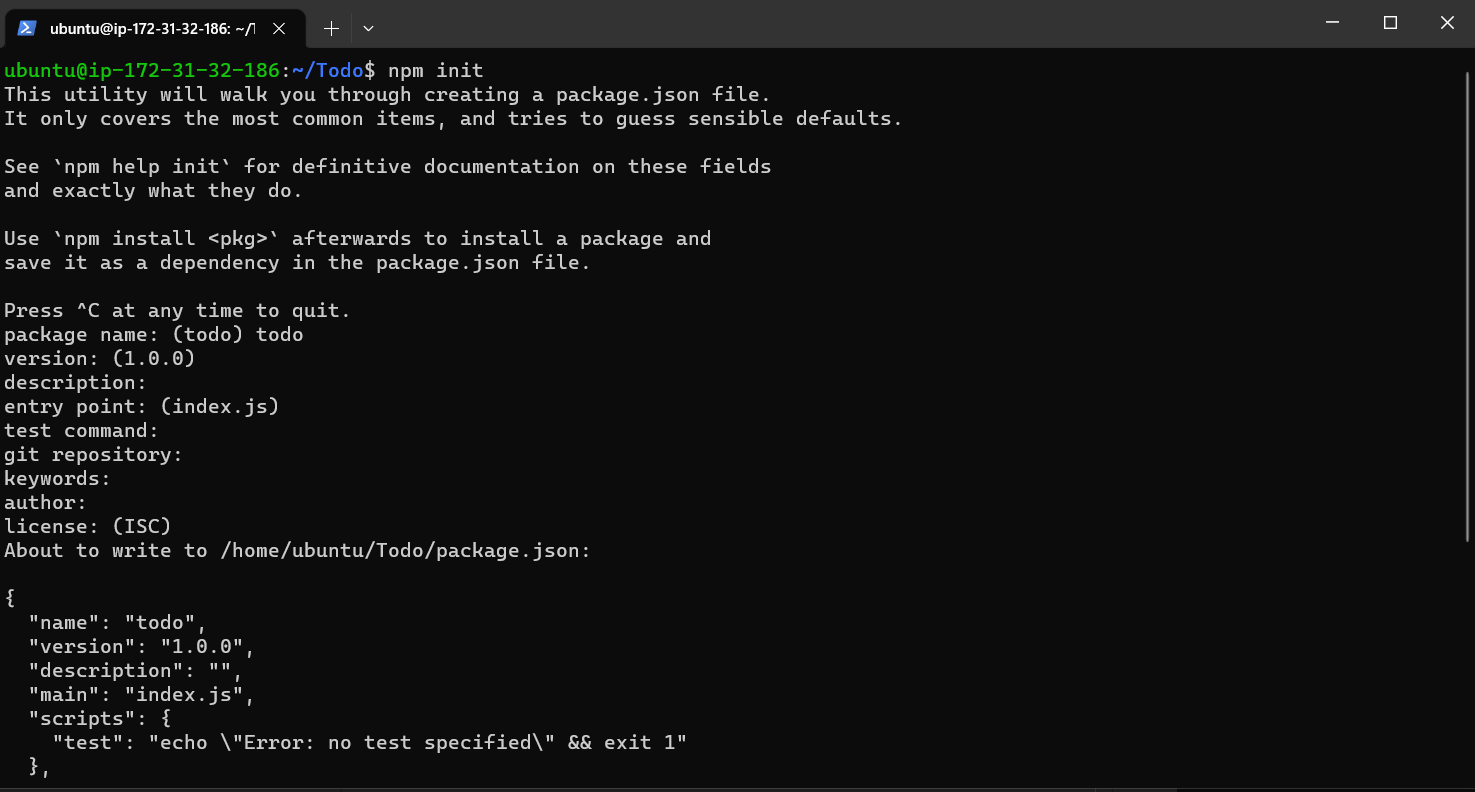 ubuntu@ip-172-31-32-186: ~/T
ubuntu@ip-172-31-32-186:~/Todo$ npm init
This utility will walk you through creating a package.json file.
It only covers the most common items, and tries to guess sensible defaults.
See `npm help init` for definitive documentation on these fields
and exactly what they do.
Use `npm install <pkg>` afterwards to install a package and
save it as a dependency in the package.json file.
Press ^C at any time to quit.
package name: (todo) todo
version: (1.0.0)
description:
entry point: (index.js)
test command:
git repository:
keywords:
author:
license: (ISC)
About to write to /home/ubuntu/Todo/package.json:
{
  "name": "todo",
  "version": "1.0.0",
  "description": "",
  "main": "index.js",
  "scripts": {
    "test": "echo \"Error: no test specified\" && exit 1"
  },